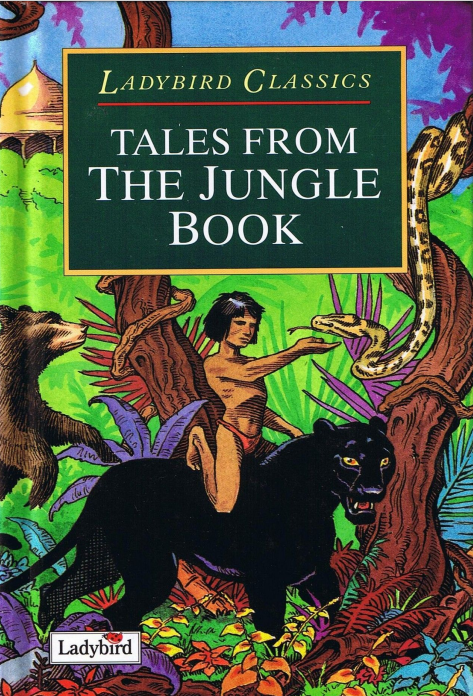 LADYBIRD CLASSICS
TALES FROM
THE JUNGLE
BOOK
Ladybird